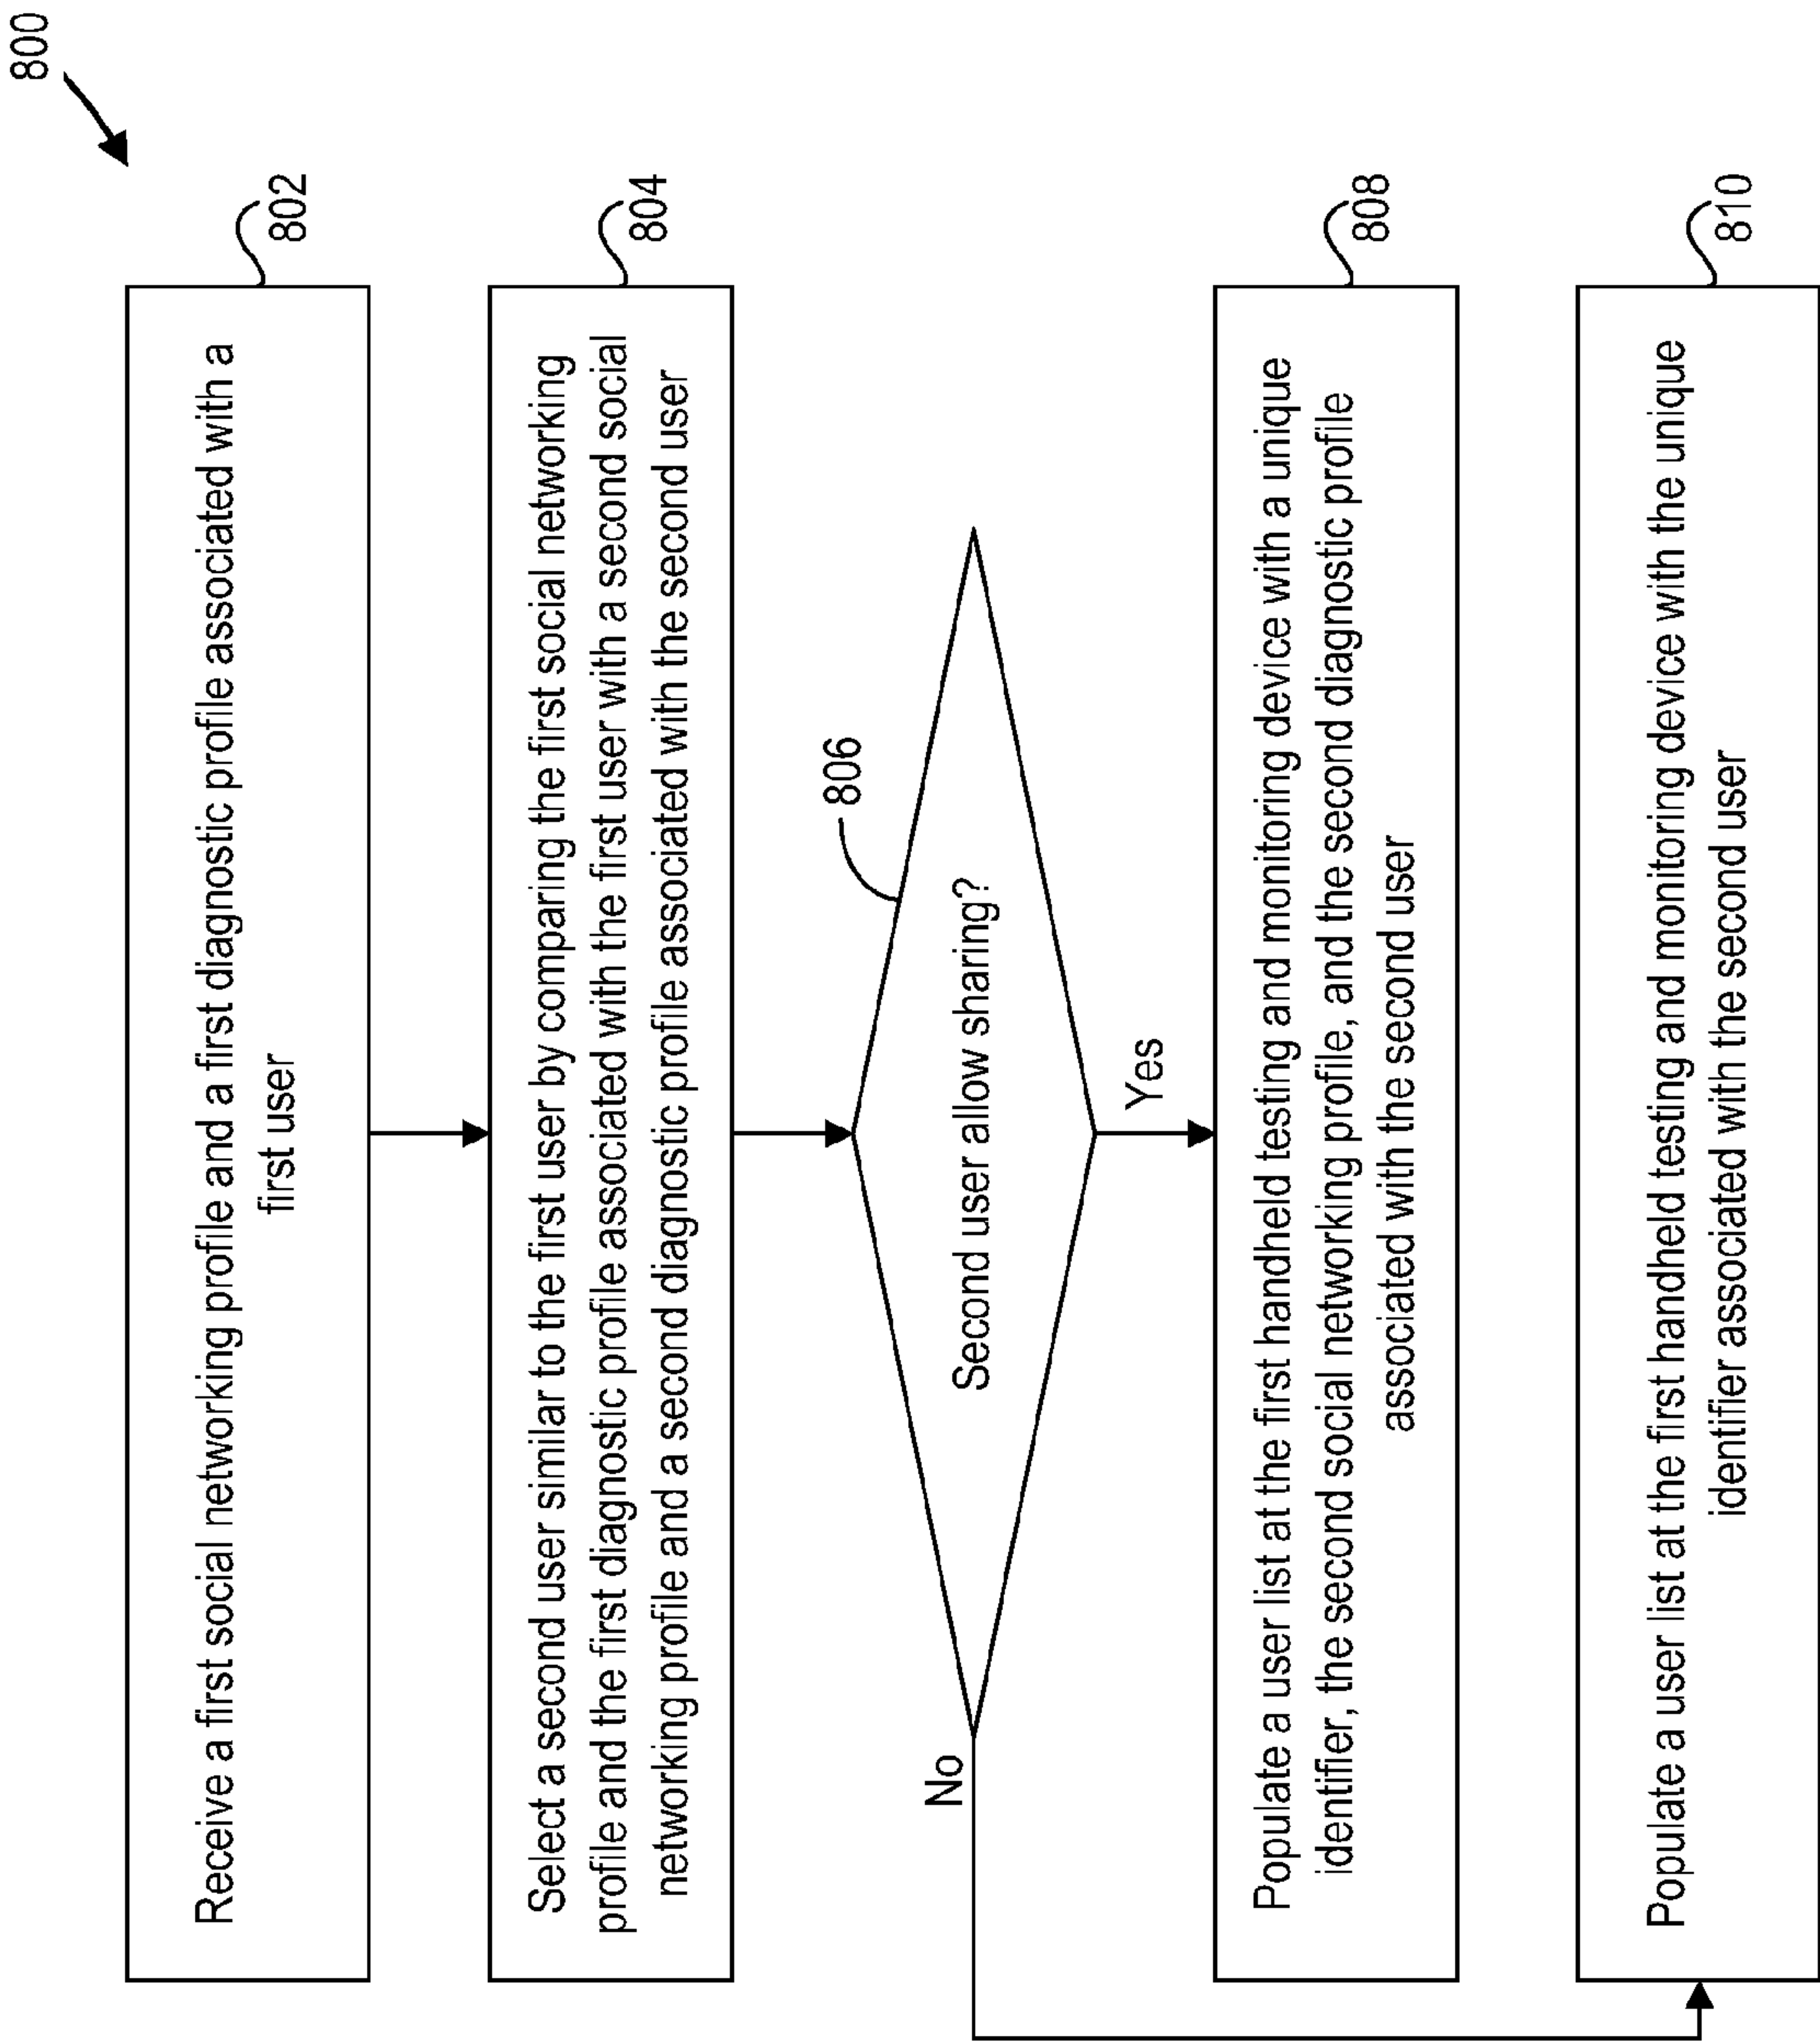 800
Receive a first social networking profile and a first diagnostic profile associated with a
first user
802
Select a second user similar to the first user by comparing the first social networking
profile and the first diagnostic profile associated with the first user with a second social
networking profile and a second diagnostic profile associated with the second user
804
806
Second user allow sharing?
No
Yes
Populate a user list at the first handheld testing and monitoring device with a unique
identifier, the second social networking profile, and the second diagnostic profile
associated with the second user
808
Populate a user list at the first handheld testing and monitoring device with the unique
identifier associated with the second user
810